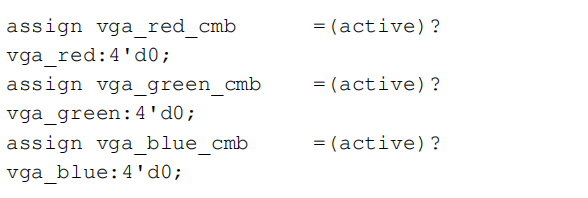 assign vga_red_cmb =(active)?
vga_red:4'd0;
assign vga_green_cmb =(active)?
vga_green:4'd0;
assign vga_blue_cmb =(active)?
vga_blue:4'd0;